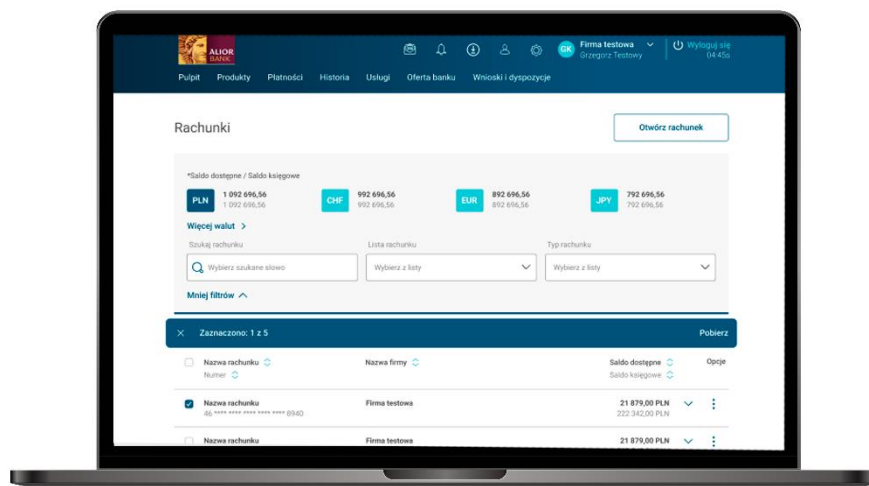 ALIOR
BANK
GK
Firma testowa
Grzegorz Testowy
Wyloguj się
04:45s
Pulpit Produkty Płatności Historia Usługi Oferta banku Wnioski i dyspozycje
Rachunki
Otwórz rachunek
*Saldo dostępne / Saldo księgowe
PLN 1 092 696,56 CHF 992 696,56 EUR 892 696,56 JPY 792 696,56
1 092 696,56 992 696,56 892 696,56 792 696,56
Więcej walut
Szukaj rachunku Lista rachunku Typ rachunku
Wybierz szukane słowo Wybierz z listy Wybierz z listy
Mniej filtrów
Zaznaczono: 1 z 5 Pobierz
Nazwa rachunku Nazwa firmy Saldo dostępne Opcje
Numer Saldo księgowe
Nazwa rachunku Firma testowa 21 879,00 PLN
46 **** **** **** **** **** 8940 222 342,00 PLN
Nazwa rachunku Firma testowa 21 879,00 PLN